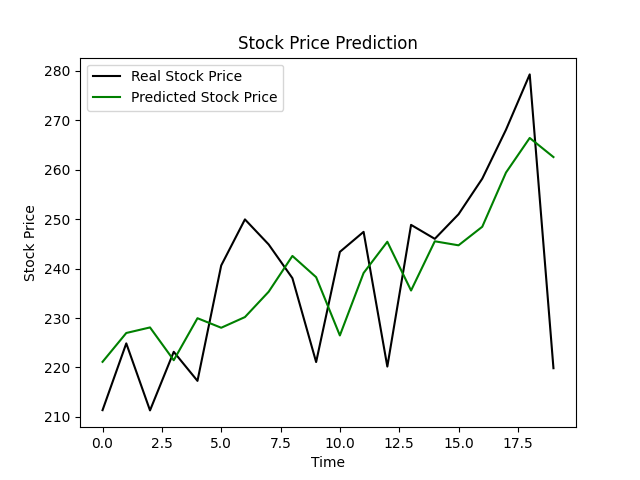 Stock Price Prediction
Real Stock Price
Predicted Stock Price
Stock Price
280
270
260
250
240
230
220
210
0.0 2.5 5.0 7.5 10.0 12.5 15.0 17.5
Time